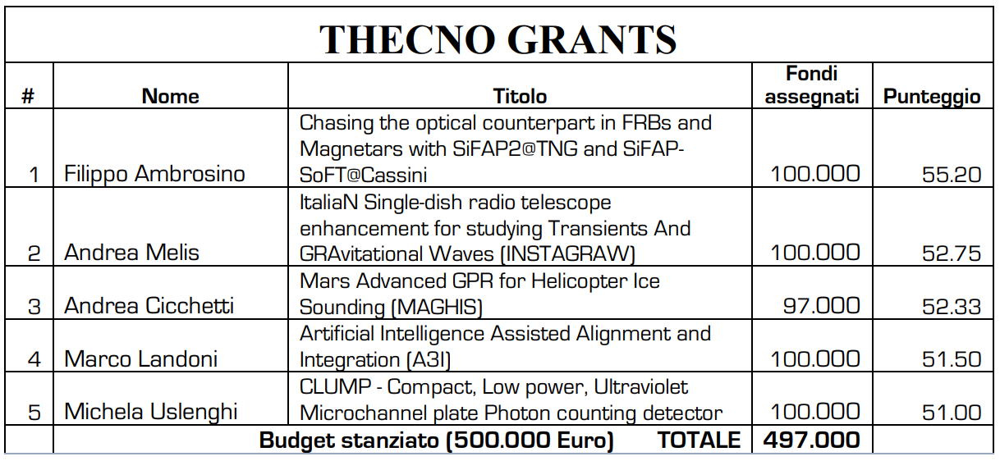 THECNO GRANTS
# Nome Titolo Fondi assegnati Punteggio
Chasing the optical counterpart in FRBs and
Magnetars with SiFAP2@TNG and SiFAP-
1 Filippo Ambrosino SoFT@Cassini 100.000 55.20
ItaliaN Single-dish radio telescope
enhancement for studying Transients And
2 Andrea Melis GRAvitational Waves (INSTAGRAW) 100.000 52.75
Mars Advanced GPR for Helicopter Ice
3 Andrea Cicchetti Sounding (MAGHIS) 97.000 52.33
Artificial Intelligence Assisted Alignment and
4 Marco Landoni Integration (A3I) 100.000 51.50
CLUMP - Compact, Low power, Ultraviolet
5 Michela Uslenghi Microchannel plate Photon counting detector 100.000 51.00
Budget stanziato (500.000 Euro) TOTALE 497.000